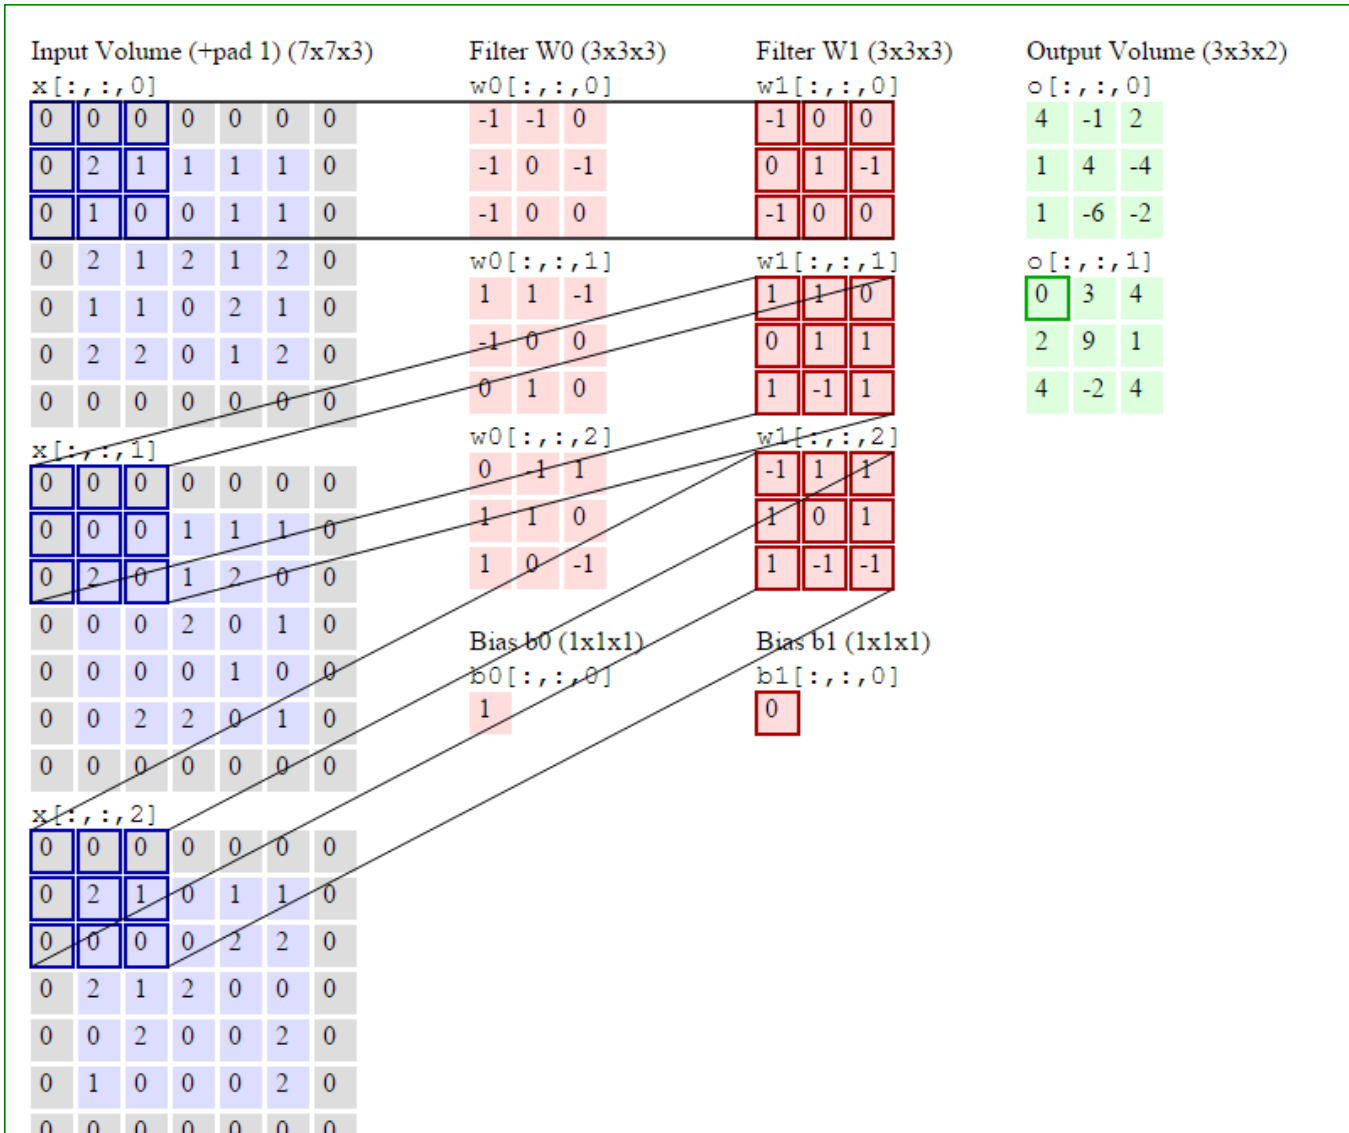 Input Volume (+pad 1) (7x7x3)
x[:,:,0]
0 0 0 0 0 0 0
0 2 1 1 1 1 0
0 1 0 0 1 1 0
0 2 1 2 1 2 0
0 1 1 0 2 1 0
0 2 2 0 1 2 0
0 0 0 0 0 0 0
x[:,:,1]
0 0 0 0 0 0 0
0 0 0 1 1 1 0
0 2 0 1 2 0 0
0 0 0 2 0 1 0
0 0 0 0 1 0 0
0 0 2 2 0 1 0
0 0 0 0 0 0 0
x[:,:,2]
0 0 0 0 0 0 0
0 2 1 0 1 1 0
0 0 0 0 2 2 0
0 2 1 2 0 0 0
0 0 2 0 0 2 0
0 1 0 0 0 2 0
0 0 0 0 0 0 0
Filter W0 (3x3x3)
w0[:,:,0]
-1 -1 0
-1 0 -1
-1 0 0
w0[:,:,1]
1 1 -1
-1 0 0
0 1 0
w0[:,:,2]
0 -1 1
1 1 0
1 0 -1
Bias b0 (1x1x1)
b0[:,:,0]
1
Filter W1 (3x3x3)
w1[:,:,0]
-1 0 0
0 1 -1
-1 0 0
w1[:,:,1]
1 1 0
0 1 1
1 -1 1
w1[:,:,2]
-1 1 1
1 0 1
1 -1 -1
Bias b1 (1x1x1)
b1[:,:,0]
0
Output Volume (3x3x2)
o[:,:,0]
4 -1 2
1 4 -4
1 -6 -2
o[:,:,1]
0 3 4
2 9 1
4 -2 4